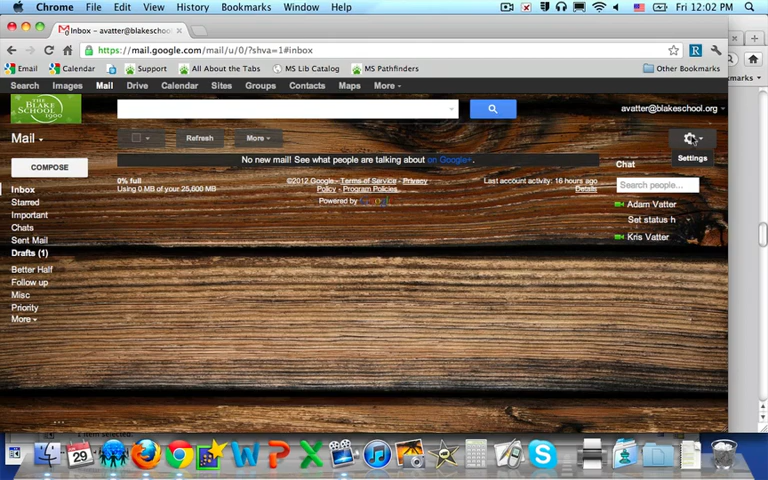 Chrome File Edit View History Bookmarks Window Help Fri 12:02 PM
Inbox – avatter@blakeschool
https://mail.google.com/mail/u/0/?shva=1#inbox
Email Calendar Support All About the Tabs MS Lib Catalog MS Pathfinders Other Bookmarks
Search Images Mail Drive Calendar Sites Groups Contacts Maps More
THE BLAKE SCHOOL 1900
avatter@blakeschool.org
Mail Refresh More
Settings
No new mail! See what people are talking about on Google+.
Chat
COMPOSE
0% full
Using 0 MB of your 25,600 MB
©2012 Google - Terms of Service - Privacy
Policy - Program Policies
Powered by Google
Last account activity: 16 hours ago
Details
Search people...
Inbox
Starred
Important
Chats
Sent Mail
Drafts (1)
Better Half
Follow up
Misc
Priority
More
Adam Vatter
Set status h
Kris Vatter
29